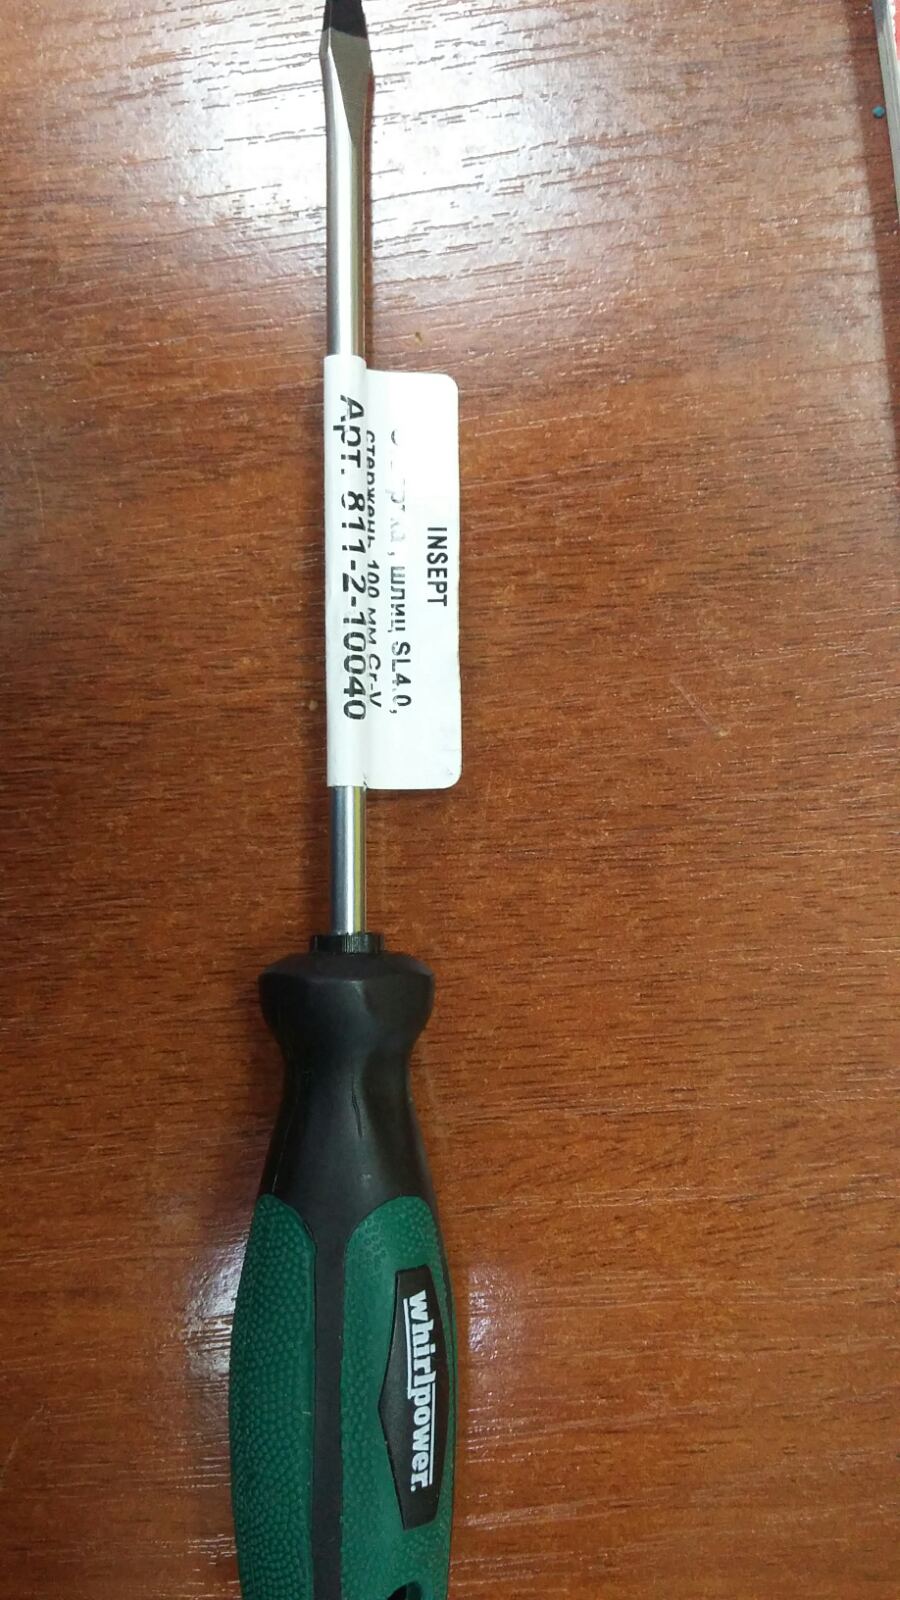 INSEPT
, шлиц SL4.0,
стержень 100 мм Cr-V
Арт. 811-2-10040
whirlpower.